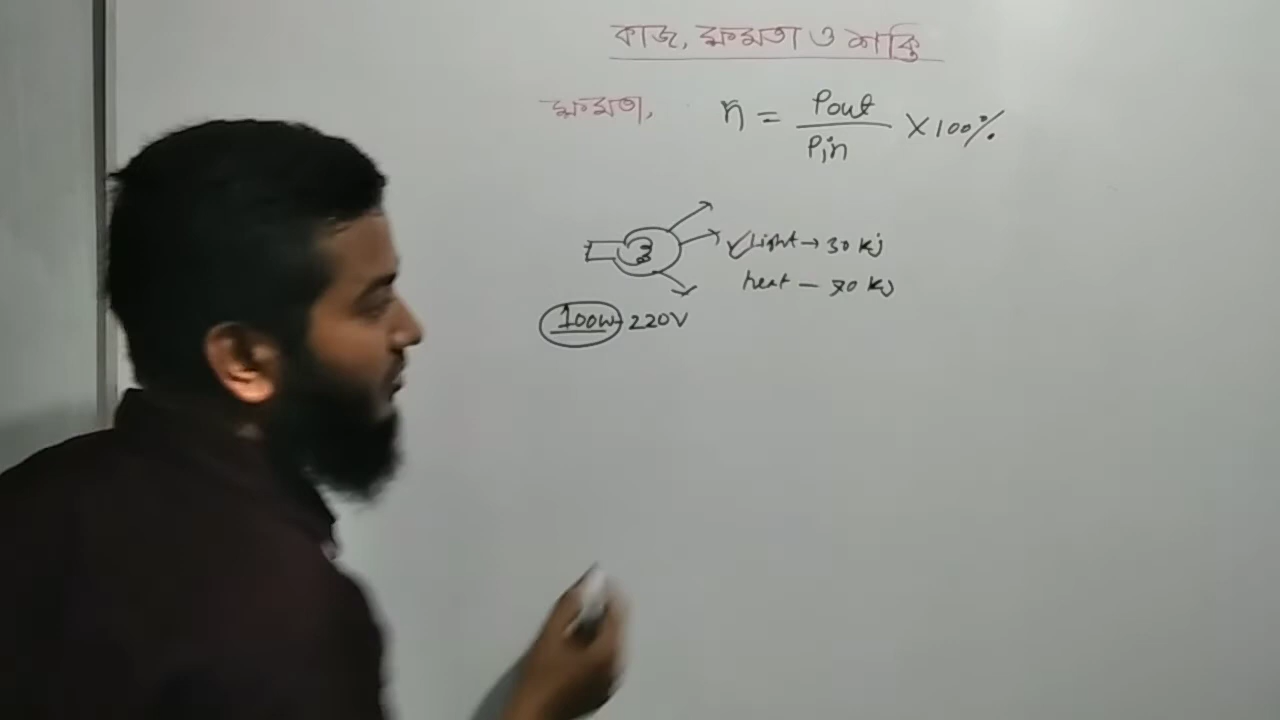 কাজ, ক্ষমতা ও শক্তি
ক্ষমতা, η = Pout / Pin × 100%
Light → 30 kJ
heat — 70 kJ
100W - 220V